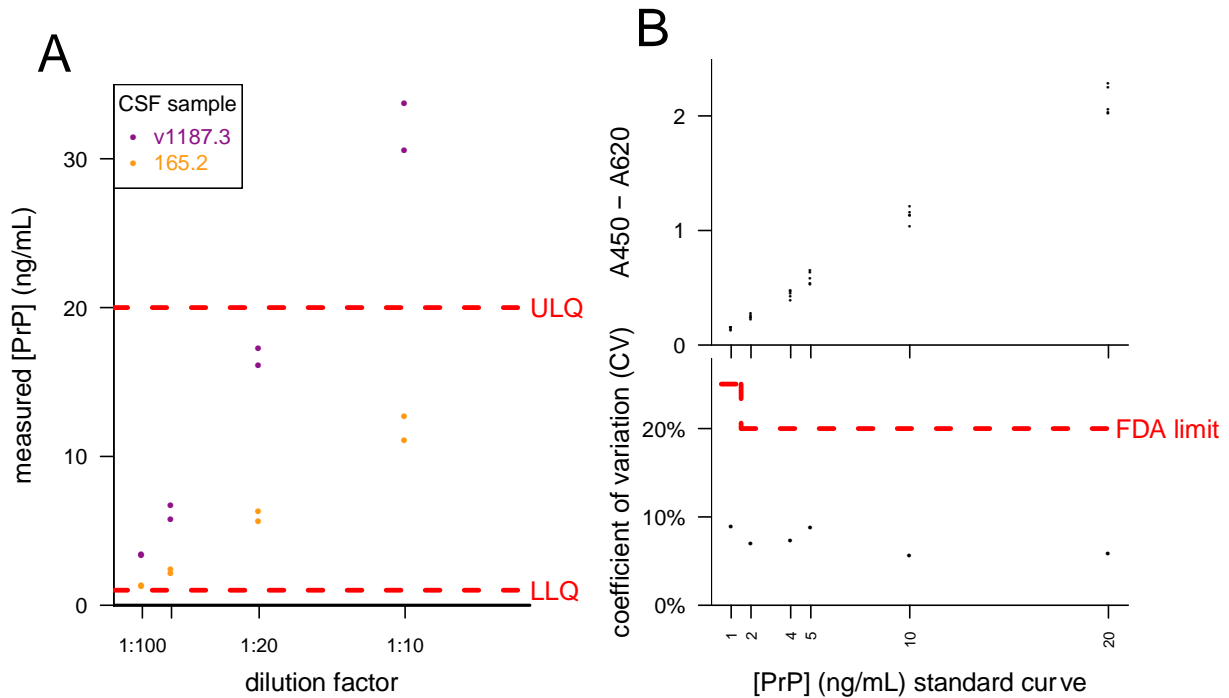 A
CSF sample
v1187.3
165.2
measured [PrP] (ng/mL)
30
20
10
0
ULQ
LLQ
1:100
1:20
1:10
dilution factor
B
A450 − A620
2
1
0
coefficient of variation (CV)
20%
10%
0%
FDA limit
1
2
4
5
10
20
[PrP] (ng/mL) standard curve